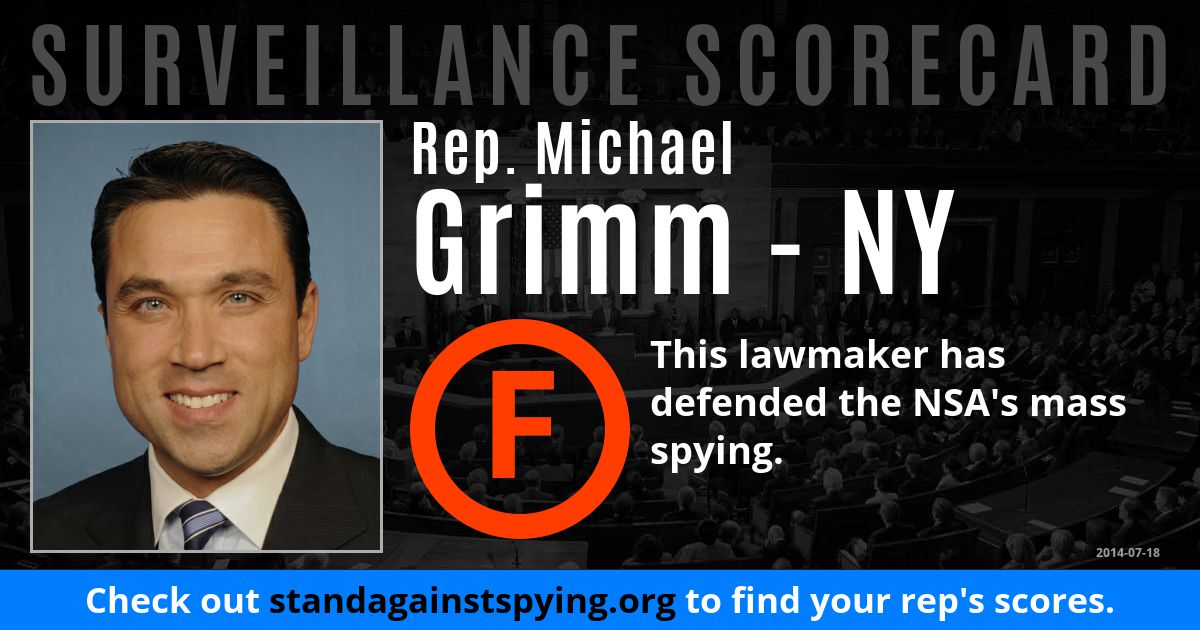 SURVEILLANCE SCORECARD
Rep. Michael
Grimm - NY
F
This lawmaker has
defended the NSA's mass
spying.
2014-07-18
Check out standagainstspying.org to find your rep's scores.